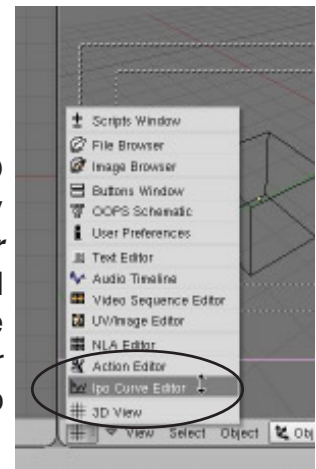 Scripts Window
File Browser
Image Browser
Buttons Window
OOPS Schematic
User Preferences
Text Editor
Audio Timeline
Video Sequence Editor
UV/Image Editor
NLA Editor
Action Editor
Ipo Curve Editor
3D View
View Select Object Obj